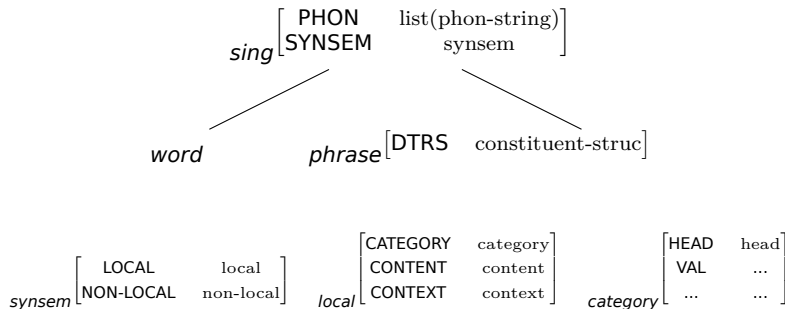 PHON list(phon-string)
SYNSEM synsem
sing
word phrase DTRS constituent-struc
CATEGORY category HEAD head
LOCAL local CONTENT content VAL ...
NON-LOCAL non-local CONTEXT context ... ...
synsem local category